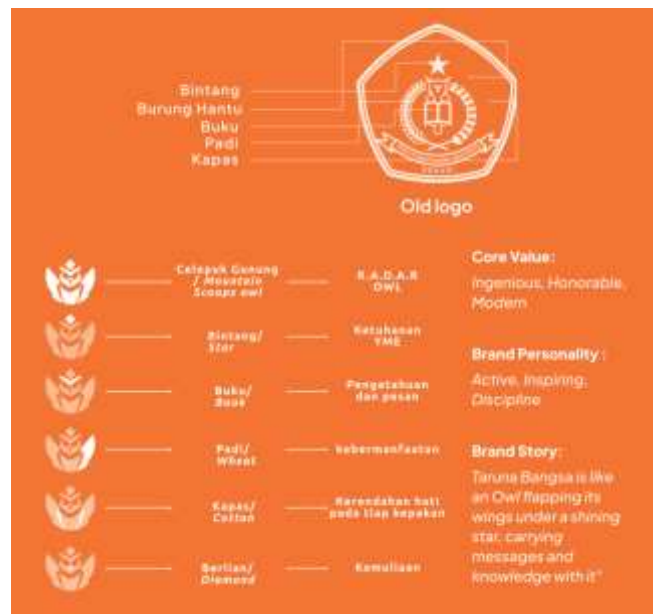 Bintang
Burung Hantu
Buku
Padi
Kapas
Old logo
Celepuk Gunung
/ Mountain
Scoops owl
R.A.D.A.R
OWL
Bintang/
Star
Ketuhanan
YME
Buku/
Book
Pengetahuan
dan pesan
Padi/
Wheat
kebermanfaatan
Kapas/
Cotton
Kerendahan hati
pada tiap kepakan
Berlian/
Diamond
Kemuliaan
Core Value:
Ingenious, Honorable,
Modern
Brand Personality:
Active, Inspiring,
Discipline
Brand Story:
Taruna Bangsa is like
an Owl flapping its
wings under a shining
star, carrying
messages and
knowledge with it"